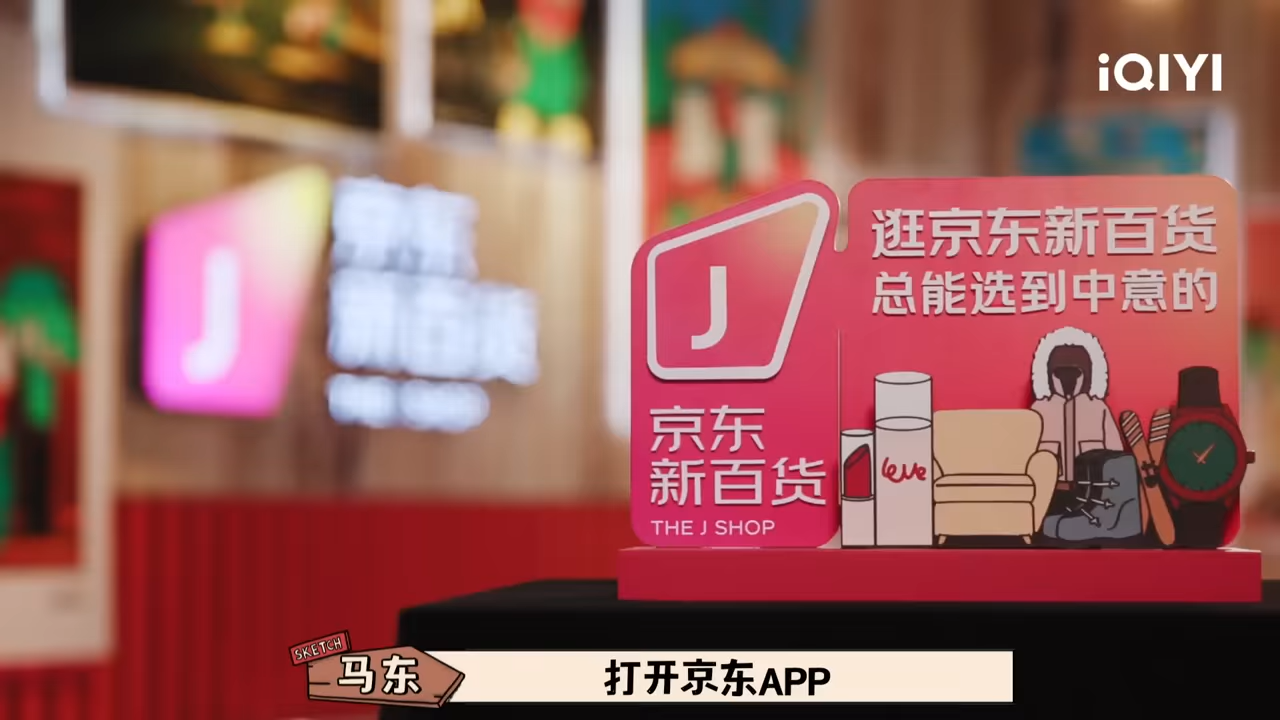 iQIYI
J
逛京东新百货
总能选到中意的
J
京东
新百货
THE J SHOP
love
SKETCH
马东
打开京东APP